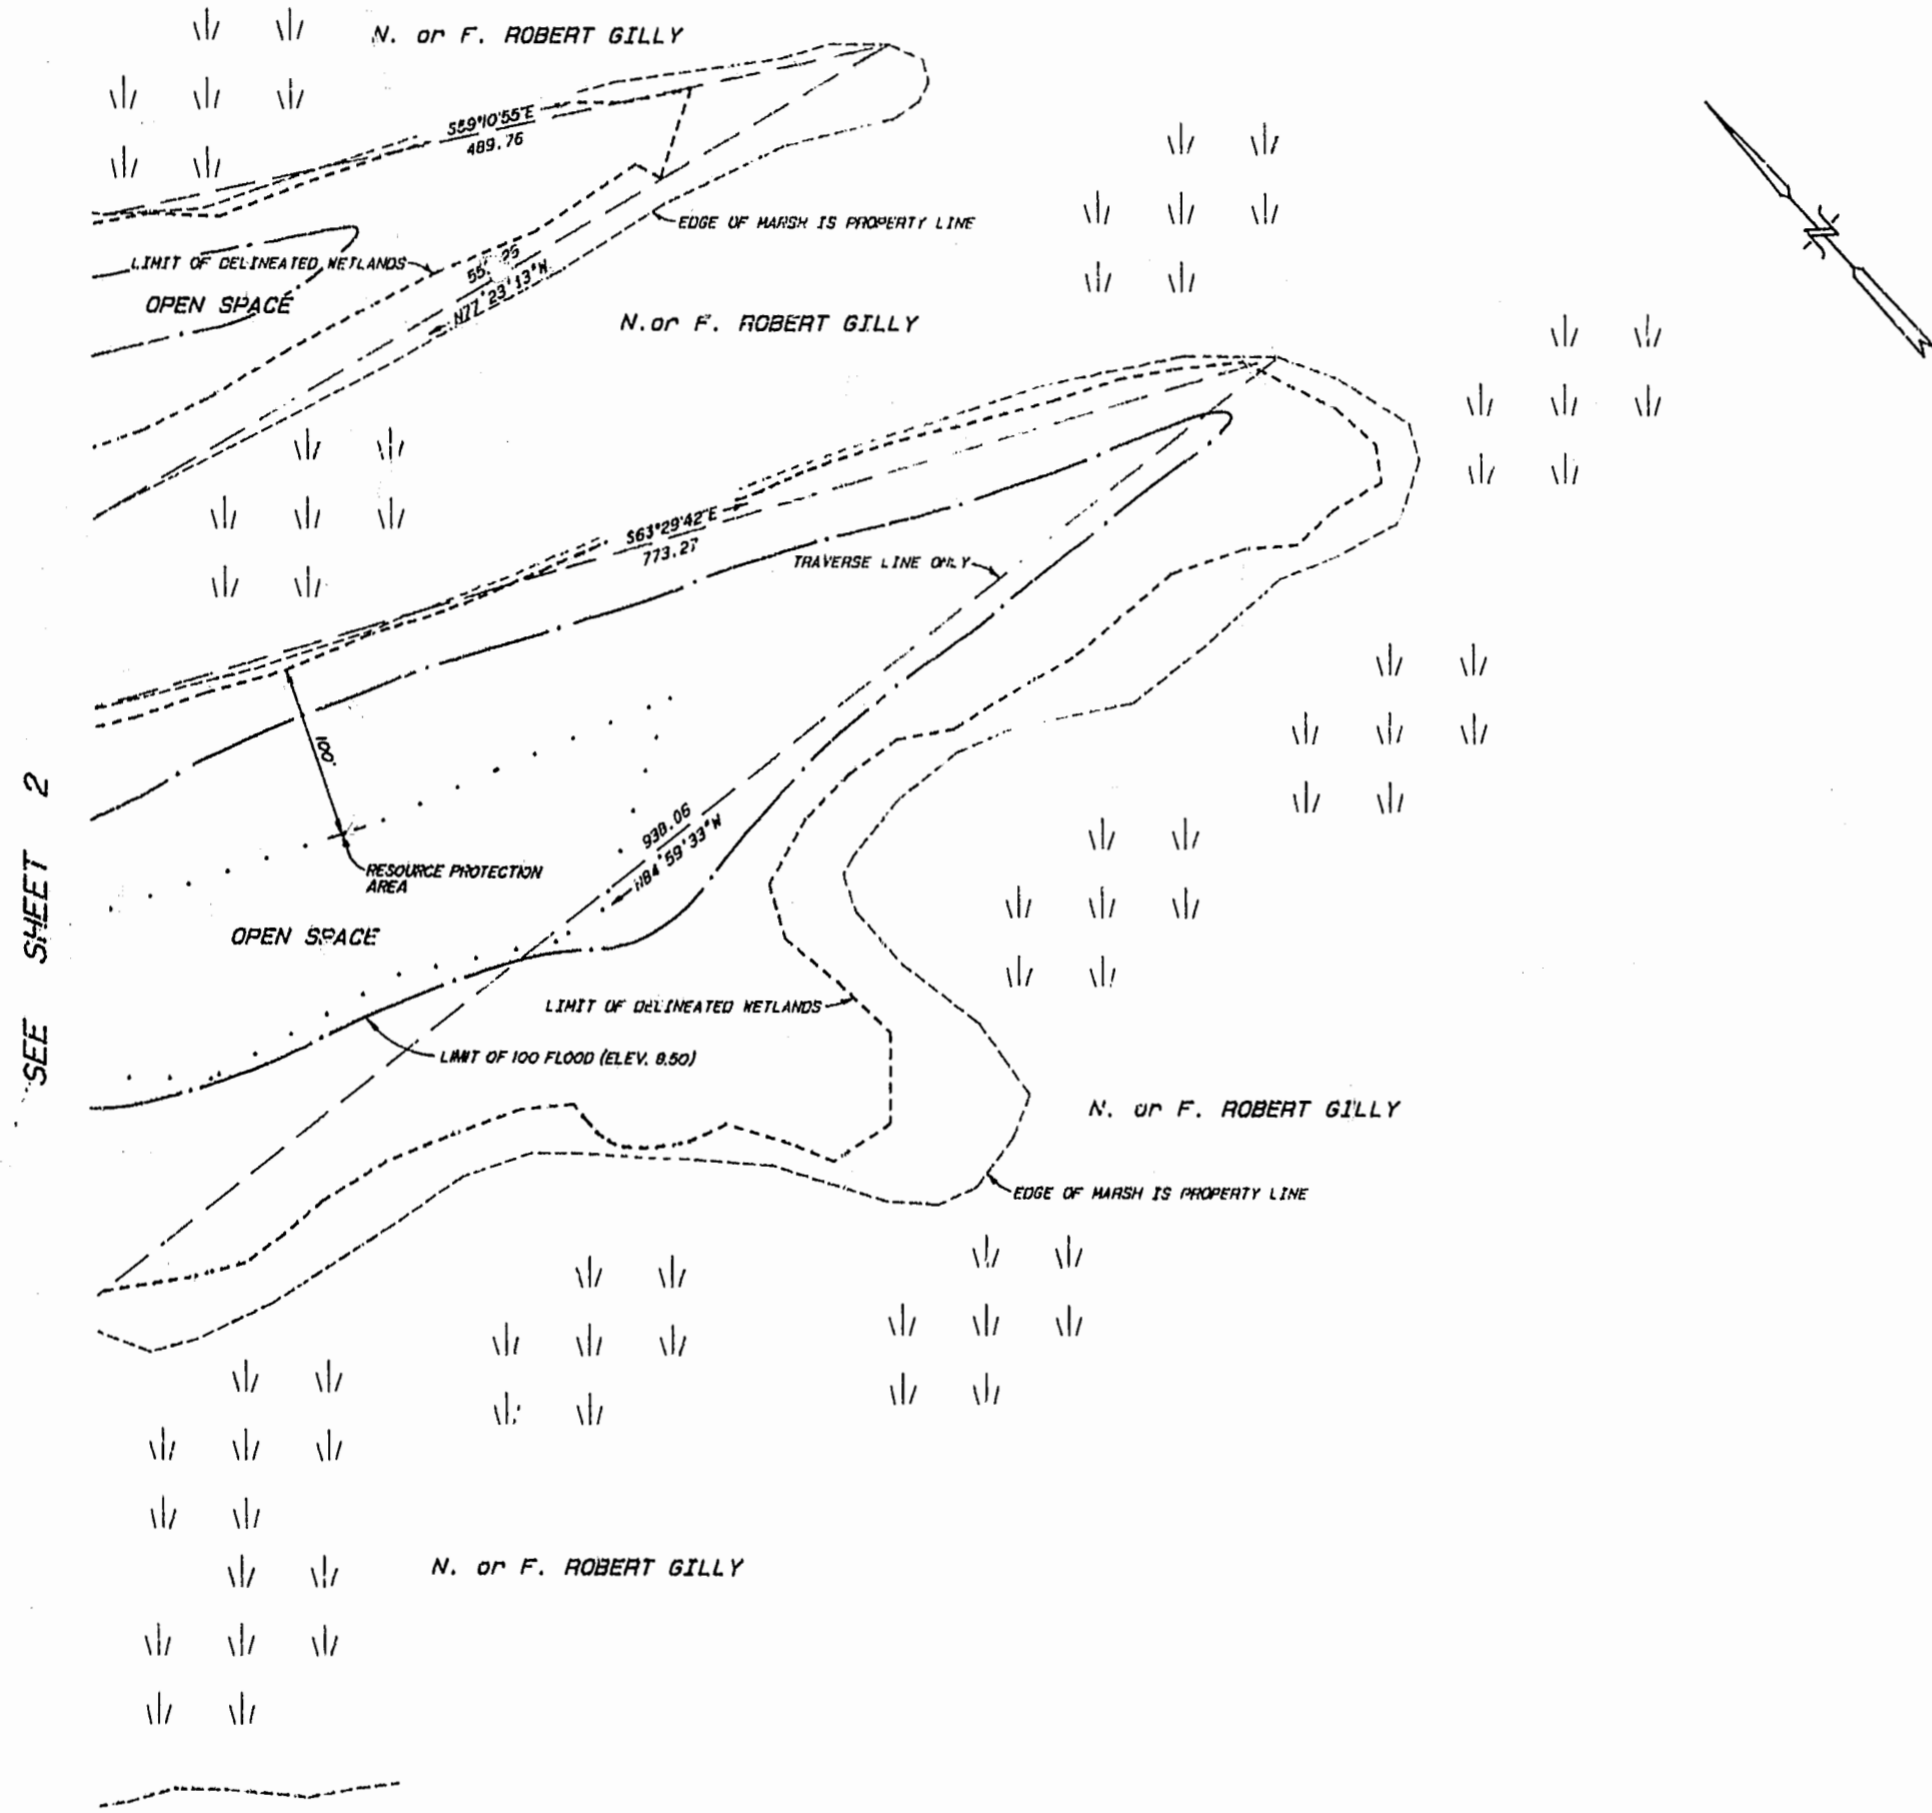 N. or F. ROBERT GILLY
S59°10'55"E
489.76
EDGE OF MARSH IS PROPERTY LINE
LIMIT OF DELINEATED WETLANDS
N77°23'13"W
OPEN SPACE
N. or F. ROBERT GILLY
S63°29'42"E
773.27
TRAVERSE LINE ONLY
100'
938.06
N84°59'33"W
RESOURCE PROTECTION
AREA
OPEN SPACE
SEE SHEET 2
LIMIT OF DELINEATED WETLANDS
LIMIT OF 100 FLOOD (ELEV. 8.50)
N. or F. ROBERT GILLY
EDGE OF MARSH IS PROPERTY LINE
N. or F. ROBERT GILLY
N